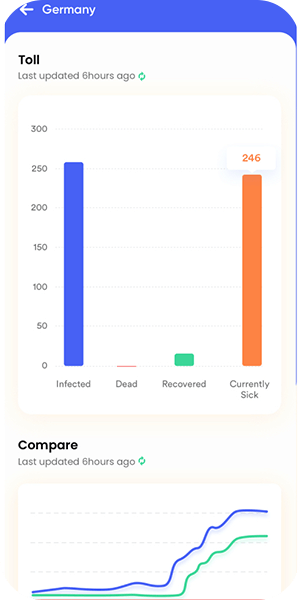 Germany
Toll
Last updated 6hours ago
300
246
250
200
150
100
50
0
Infected
Dead
Recovered
Currently
Sick
Compare
Last updated 6hours ago